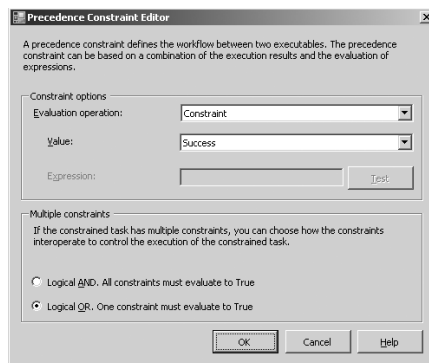 Precedence Constraint Editor
A precedence constraint defines the workflow between two executables. The precedence
constraint can be based on a combination of the execution results and the evaluation of
expressions.
Constraint options
Evaluation operation:
Constraint
Value:
Success
Expression:
Test
Multiple constraints
If the constrained task has multiple constraints, you can choose how the constraints
interoperate to control the execution of the constrained task.
Logical AND. All constraints must evaluate to True
Logical OR. One constraint must evaluate to True
OK
Cancel
Help